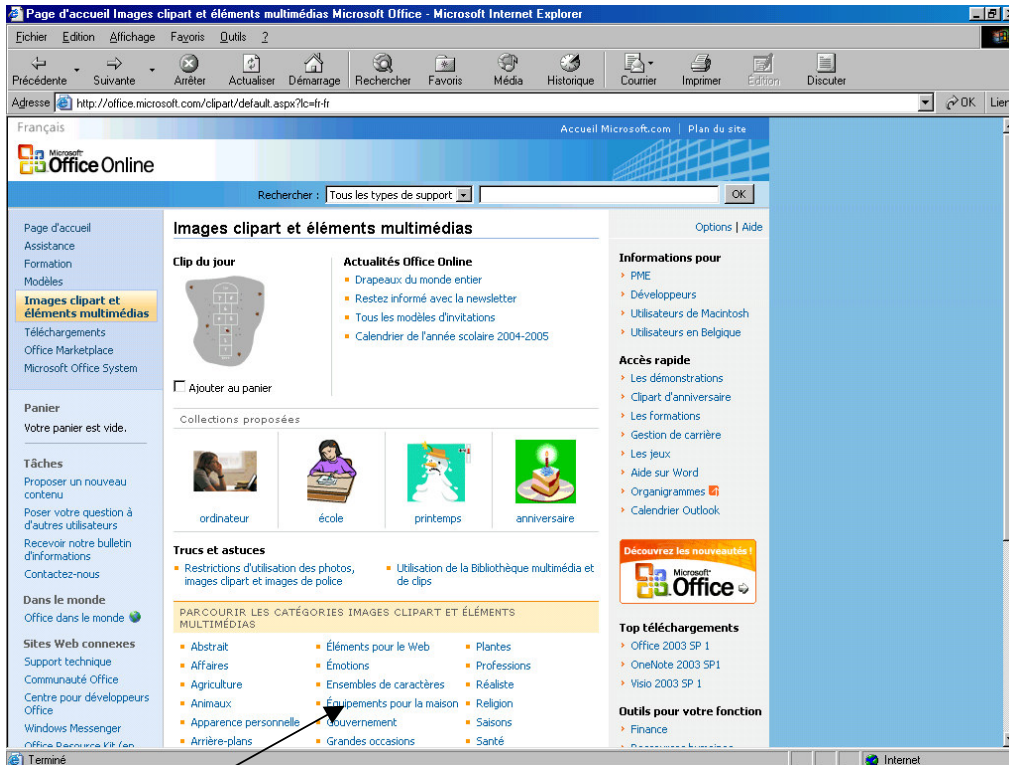 Page d'accueil Images clipart et éléments multimédias Microsoft Office - Microsoft Internet Explorer
Fichier Edition Affichage Favoris Outils ?
Précédente Suivante Arrêter Actualiser Démarrage Rechercher Favoris Média Historique Courrier Imprimer Edition Discuter
Adresse http://office.microsoft.com/clipart/default.aspx?lc=fr-fr OK Lien
Français
Accueil Microsoft.com | Plan du site
Microsoft
Office Online
Rechercher : Tous les types de support OK
Page d'accueil
Assistance
Formation
Modèles
Images clipart et
éléments multimédias
Téléchargements
Office Marketplace
Microsoft Office System
Panier
Votre panier est vide.
Tâches
Proposer un nouveau
contenu
Poser votre question à
d'autres utilisateurs
Recevoir notre bulletin
d'informations
Contactez-nous
Dans le monde
Office dans le monde
Sites Web connexes
Support technique
Communauté Office
Centre pour développeurs
Office
Windows Messenger
Office Resource Kit (en
Images clipart et éléments multimédias
Clip du jour
Ajouter au panier
Actualités Office Online
Drapeaux du monde entier
Restez informé avec la newsletter
Tous les modèles d'invitations
Calendrier de l'année scolaire 2004-2005
Collections proposées
ordinateur école printemps anniversaire
Trucs et astuces
Restrictions d'utilisation des photos,
images clipart et images de police
Utilisation de la Bibliothèque multimédia et
de clips
PARCOURIR LES CATÉGORIES IMAGES CLIPART ET ÉLÉMENTS
MULTIMÉDIAS
Abstrait
Affaires
Agriculture
Animaux
Apparence personnelle
Arrière-plans
Éléments pour le Web
Émotions
Ensembles de caractères
Équipements pour la maison
Gouvernement
Grandes occasions
Plantes
Professions
Réaliste
Religion
Saisons
Santé
Options | Aide
Informations pour
PME
Développeurs
Utilisateurs de Macintosh
Utilisateurs en Belgique
Accès rapide
Les démonstrations
Clipart d'anniversaire
Les formations
Gestion de carrière
Les jeux
Aide sur Word
Organigrammes
Calendrier Outlook
Découvrez les nouveautés !
Microsoft
Office
Top téléchargements
Office 2003 SP 1
OneNote 2003 SP1
Visio 2003 SP 1
Outils pour votre fonction
Finance
Terminé
Internet